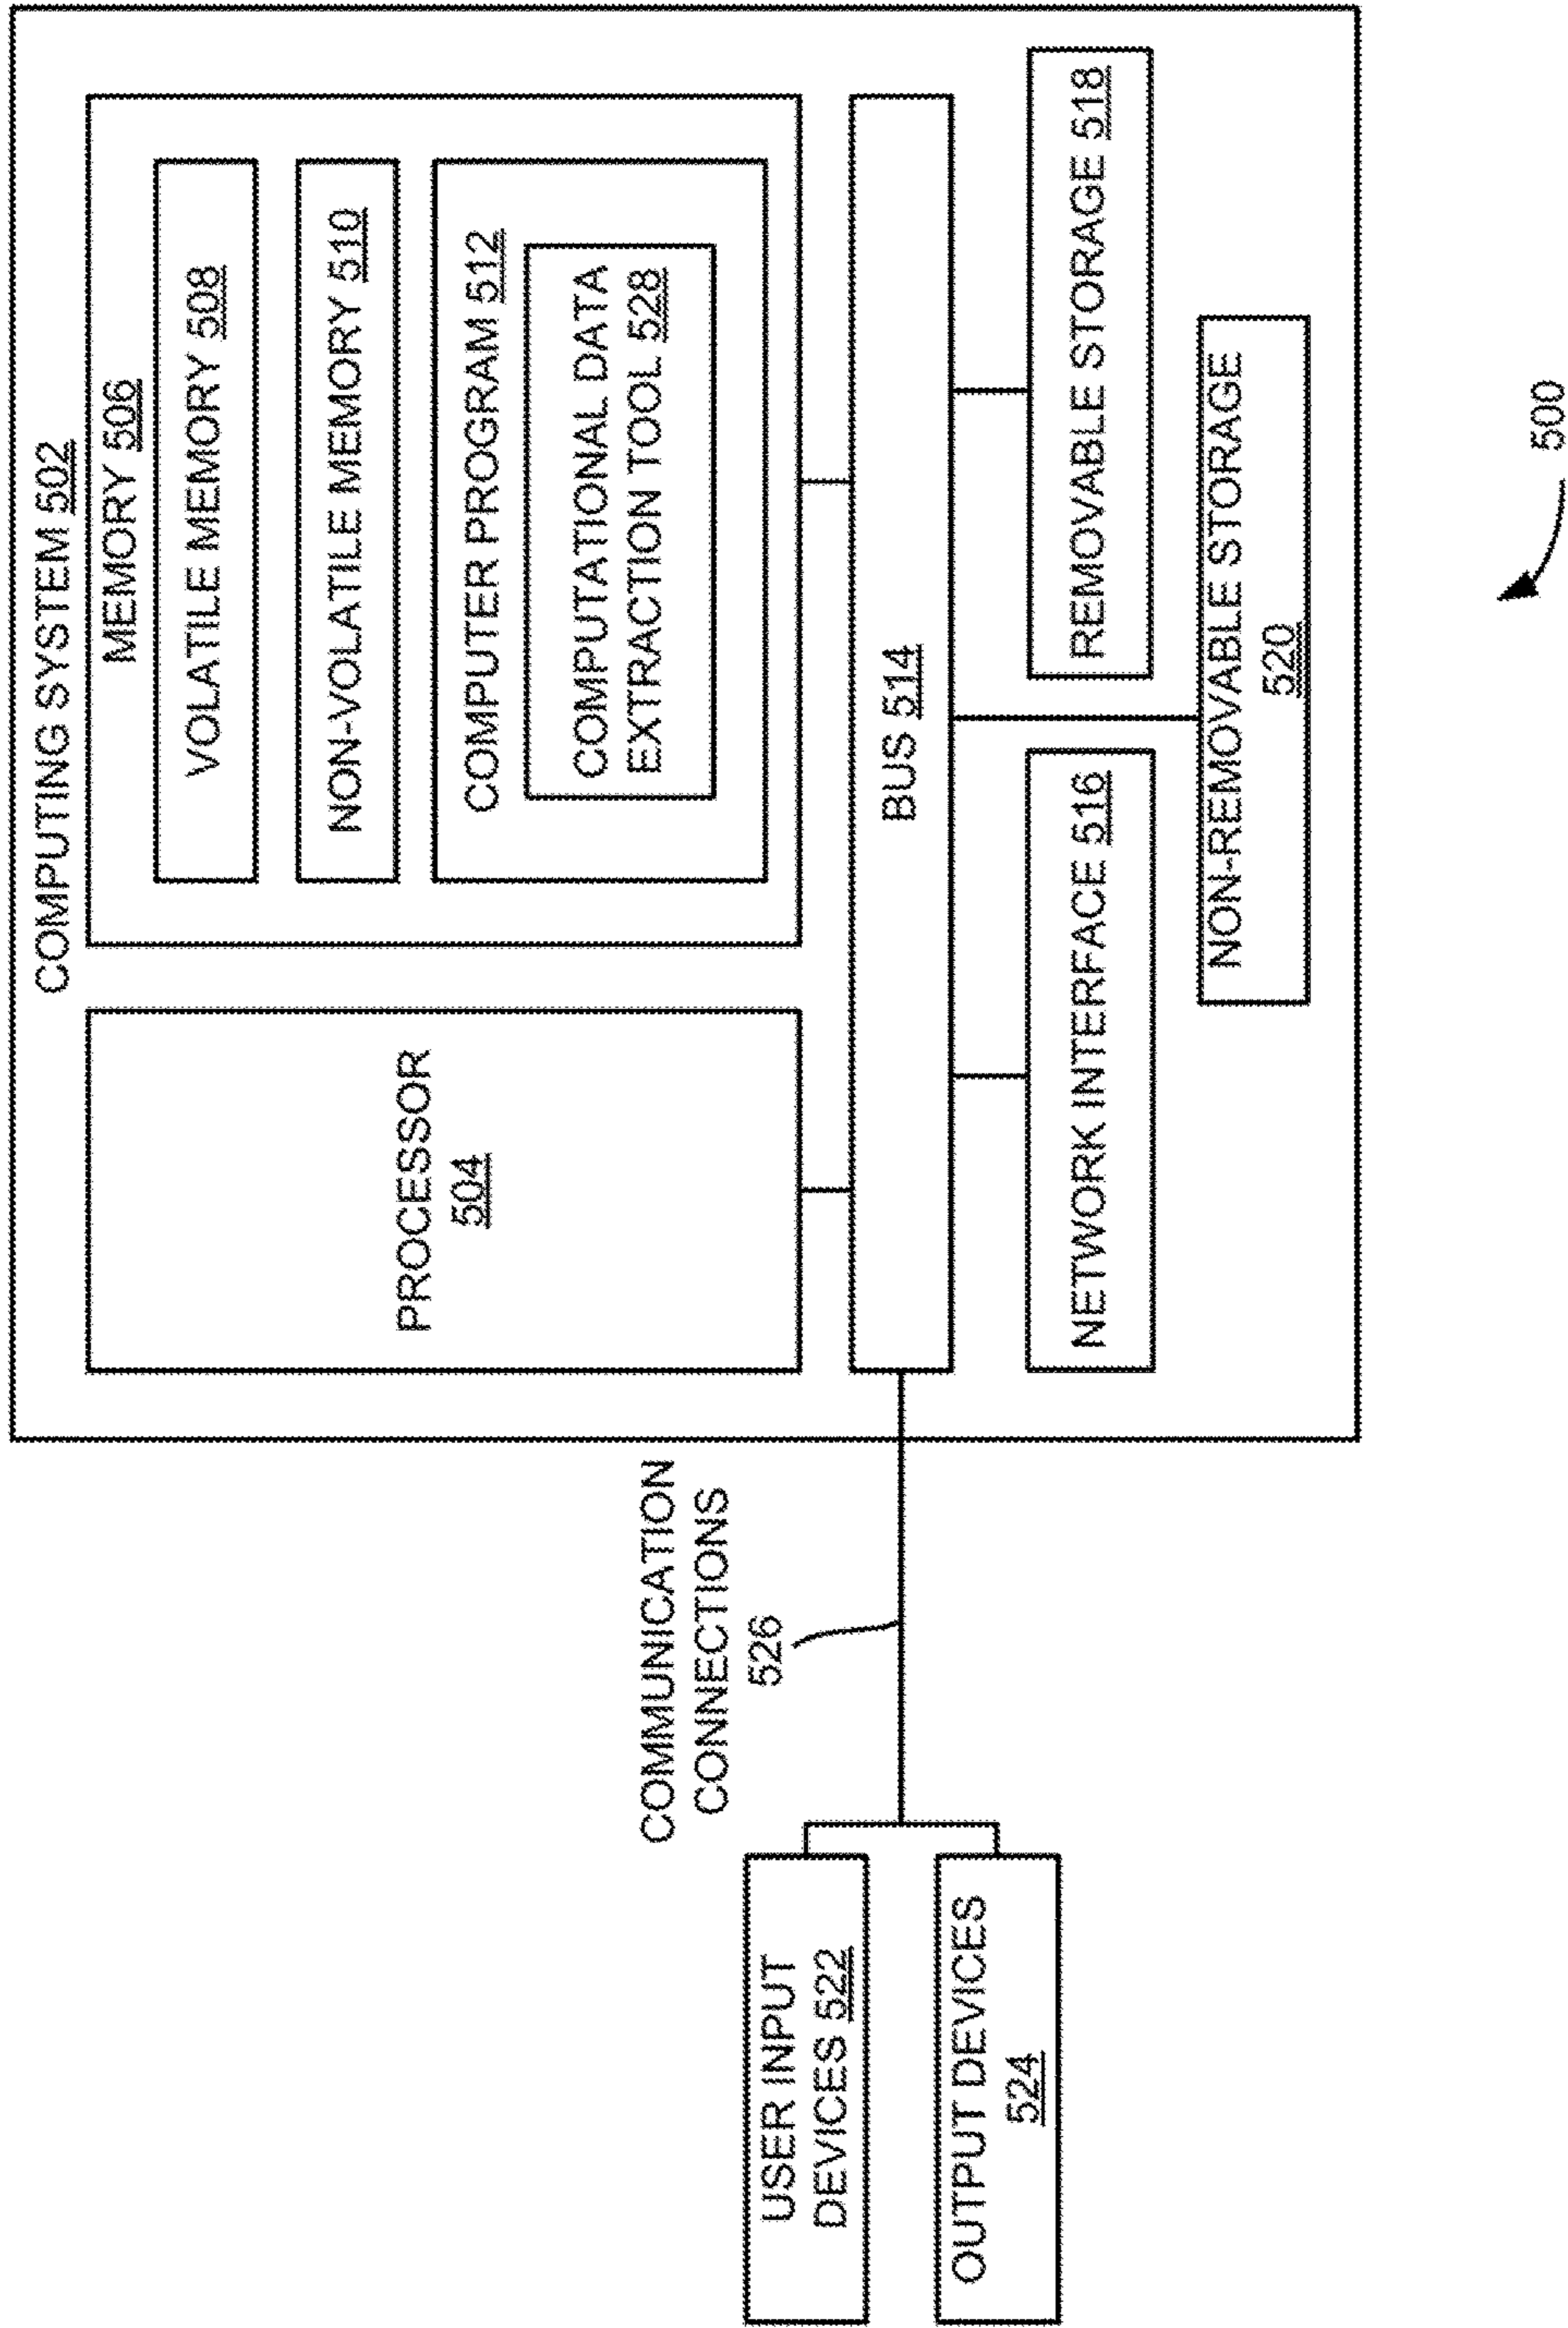 COMPUTING SYSTEM 502
PROCESSOR
504
MEMORY 506
VOLATILE MEMORY 508
NON-VOLATILE MEMORY 510
COMPUTER PROGRAM 512
COMPUTATIONAL DATA
EXTRACTION TOOL 528
COMMUNICATION
CONNECTIONS
526
USER INPUT
DEVICES 522
OUTPUT DEVICES
524
BUS 514
NETWORK INTERFACE 516
REMOVABLE STORAGE 518
NON-REMOVABLE STORAGE
520
500